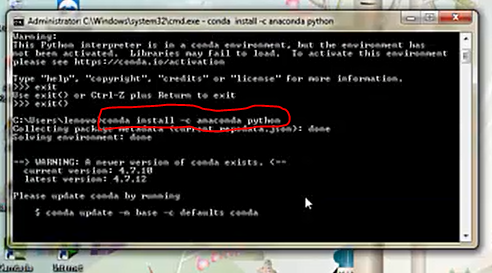 Administrator: C:\Windows\system32\cmd.exe - conda install -c anaconda python
Warning:
This Python interpreter is in a conda environment, but the environment has
not been activated. Libraries may fail to load. To activate this environment
please see https://conda.io/activation
Type "help", "copyright", "credits" or "license" for more information.
>>> exit
Use exit() or Ctrl-Z plus Return to exit
>>> exit()
C:\Users\lenovo>conda install -c anaconda python
Collecting package metadata (current_repodata.json): done
Solving environment: done
==> WARNING: A newer version of conda exists. <==
current version: 4.7.10
latest version: 4.7.12
Please update conda by running
$ conda update -n base -c defaults conda